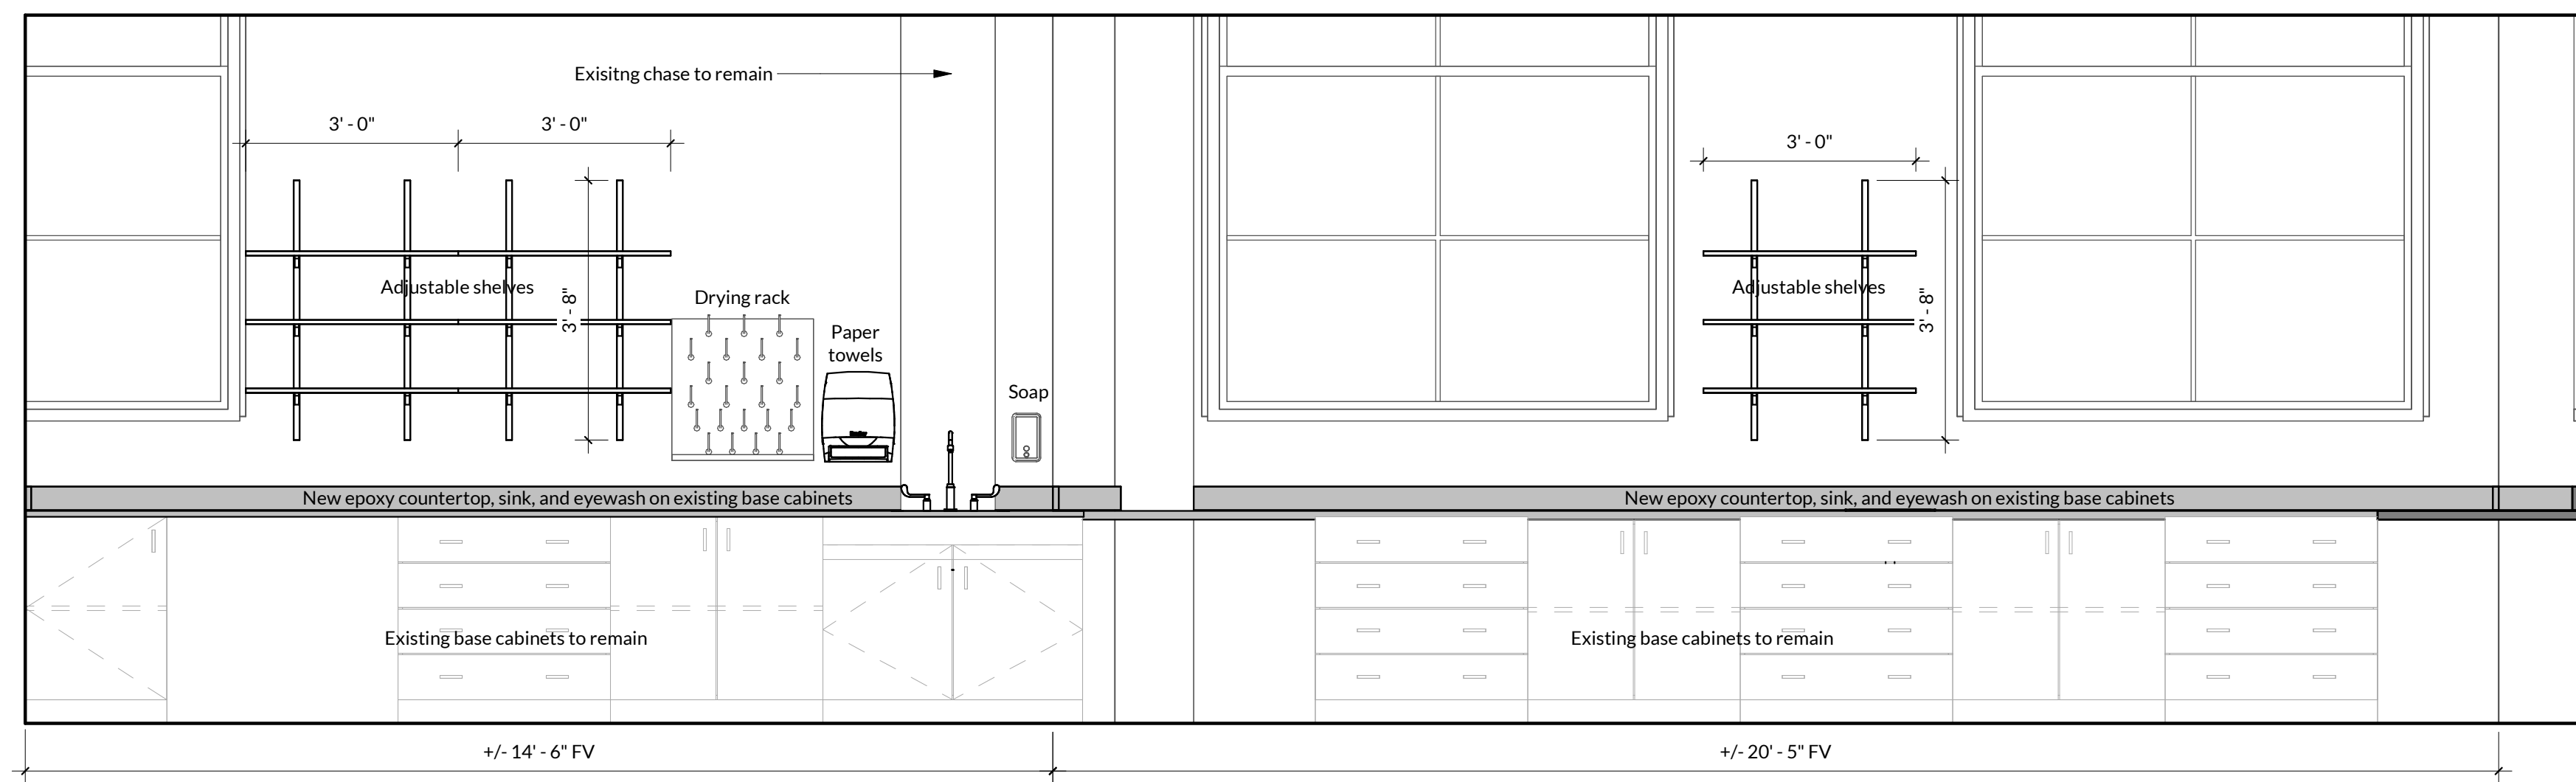 Exisitng chase to remain
3' - 0"
3' - 0"
3' - 0"
Adjustable shelves
3' - 8"
Drying rack
Paper
towels
Soap
Adjustable shelves
3' - 8"
New epoxy countertop, sink, and eyewash on existing base cabinets
New epoxy countertop, sink, and eyewash on existing base cabinets
Existing base cabinets to remain
Existing base cabinets to remain
+/- 14' - 6" FV
+/- 20' - 5" FV